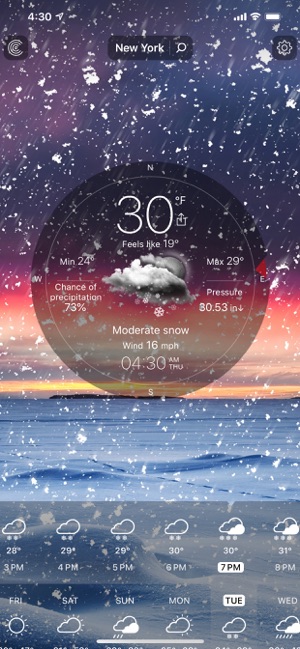 4:30
New York
N
30°F
Feels like 19°
Min 24°
Max 29°
W
E
Chance of
precipitation
73%
Pressure
30.53 in↓
Moderate snow
Wind 16 mph
04:30 AM
THU
S
28° 29° 29° 30° 30° 31°
3 PM 4 PM 5 PM 6 PM 7 PM 8 PM
FRI SAT SUN MON TUE WED